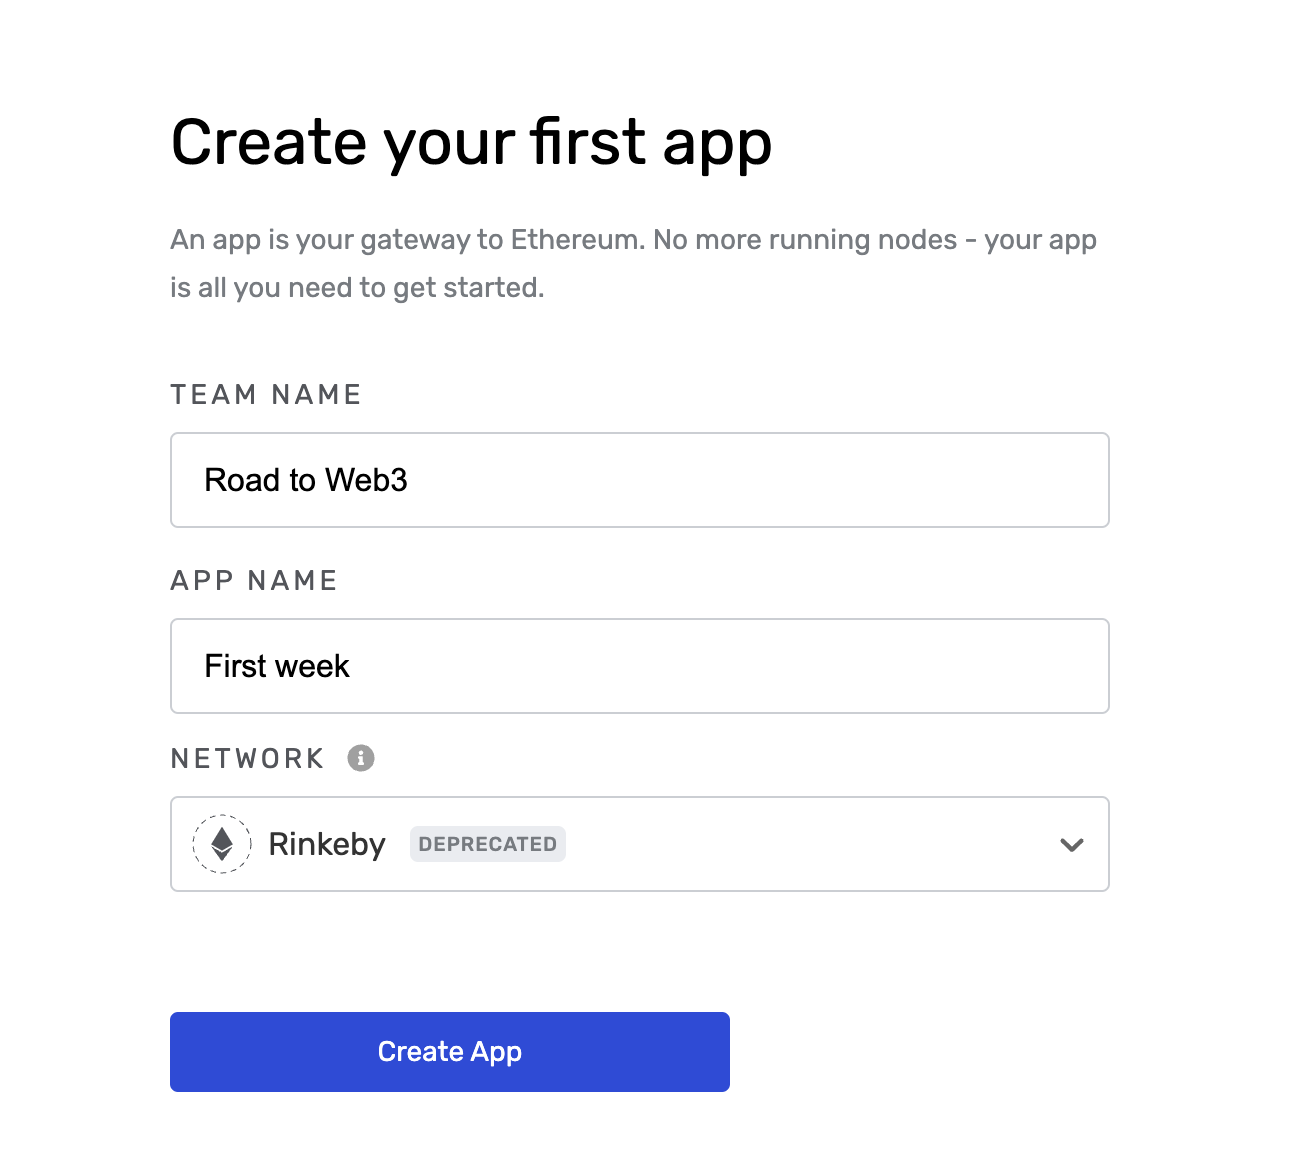 Create your first app
An app is your gateway to Ethereum. No more running nodes - your app
is all you need to get started.
TEAM NAME
Road to Web3
APP NAME
First week
NETWORK
Rinkeby DEPRECATED
Create App